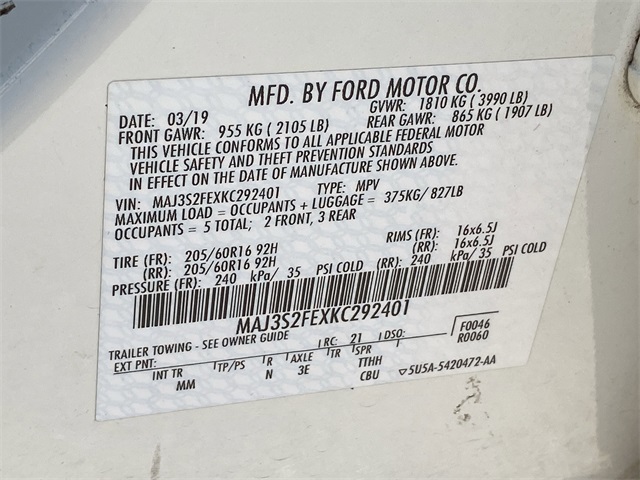 MFD. BY FORD MOTOR CO.
DATE: 03/19 GVWR: 1810 KG ( 3990 LB)
FRONT GAWR: 955 KG ( 2105 LB) REAR GAWR: 865 KG ( 1907 LB)
THIS VEHICLE CONFORMS TO ALL APPLICABLE FEDERAL MOTOR
VEHICLE SAFETY AND THEFT PREVENTION STANDARDS
IN EFFECT ON THE DATE OF MANUFACTURE SHOWN ABOVE.
VIN: MAJ3S2FEXKC292401 TYPE: MPV
MAXIMUM LOAD = OCCUPANTS + LUGGAGE = 375KG/ 827LB
OCCUPANTS = 5 TOTAL; 2 FRONT, 3 REAR
TIRE (FR): 205/60R16 92H RIMS (FR): 16x6.5J
(RR): 205/60R16 92H (RR): 16x6.5J
PRESSURE (FR): 240 kPa/ 35 PSI COLD (RR): 240 kPa/ 35 PSI COLD
MAJ3S2FEXKC292401
TRAILER TOWING - SEE OWNER GUIDE
EXT PNT: RC: 21 DSO: F0046
R0060
INT TR TP/PS R AXLE TR SPR
MM N 3E TTHH
CBU 5U5A-5420472-AA